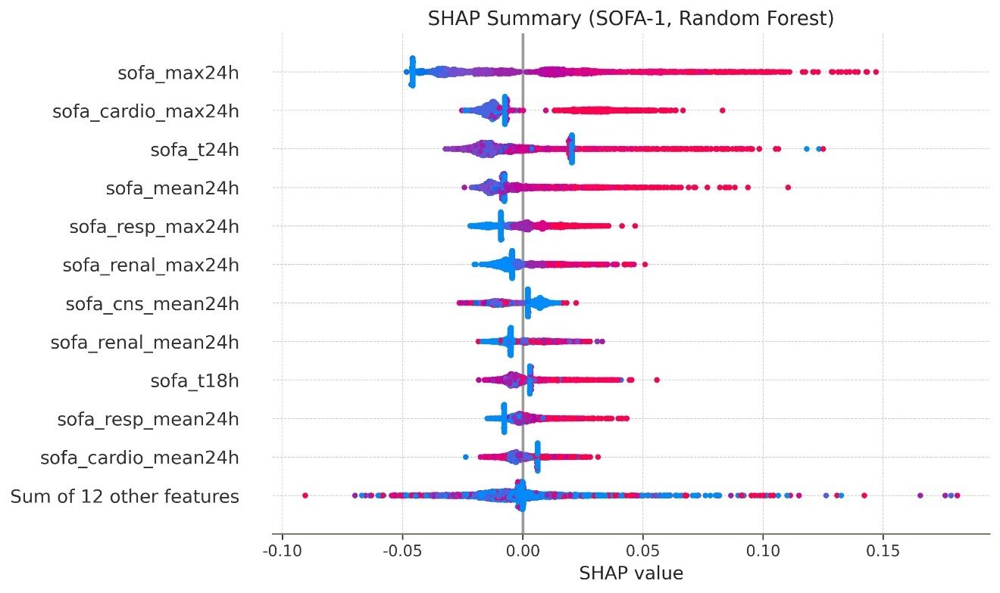 SHAP Summary (SOFA-1, Random Forest)
sofa_max24h
sofa_cardio_max24h
sofa_t24h
sofa_mean24h
sofa_resp_max24h
sofa_renal_max24h
sofa_cns_mean24h
sofa_renal_mean24h
sofa_t18h
sofa_resp_mean24h
sofa_cardio_mean24h
Sum of 12 other features
-0.10 -0.05 0.00 0.05 0.10 0.15
SHAP value